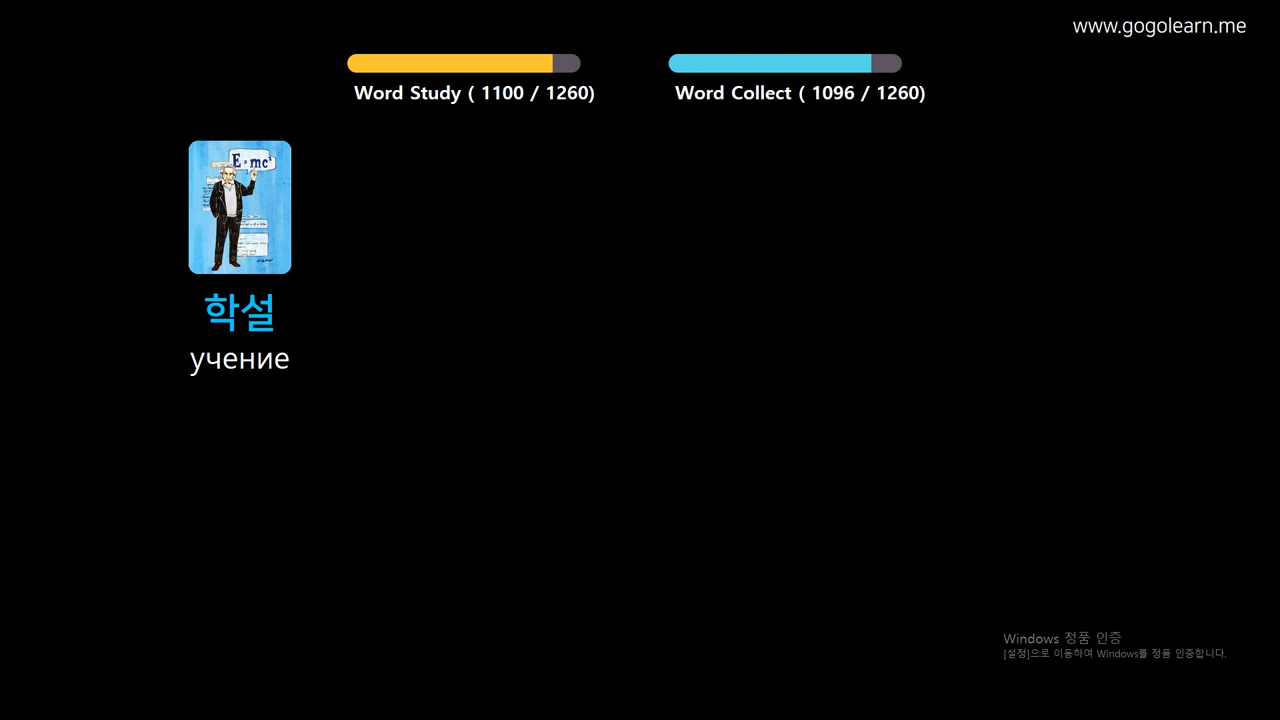 www.gogolearn.me
Word Study ( 1100 / 1260)
Word Collect ( 1096 / 1260)
E=mc²
학설
учение
Windows 정품 인증
[설정]으로 이동하여 Windows를 정품 인증합니다.